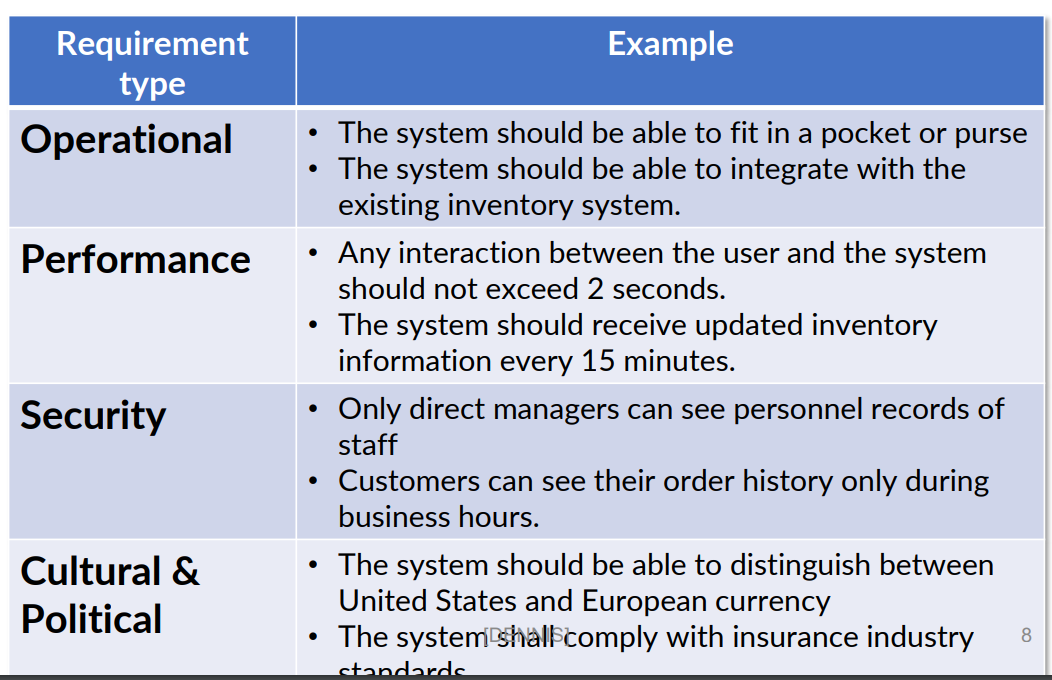 Requirement
type
Example
Operational
• The system should be able to fit in a pocket or purse
• The system should be able to integrate with the
existing inventory system.
Performance
• Any interaction between the user and the system
should not exceed 2 seconds.
• The system should receive updated inventory
information every 15 minutes.
Security
• Only direct managers can see personnel records of
staff
• Customers can see their order history only during
business hours.
Cultural &
Political
• The system should be able to distinguish between
United States and European currency
• The system shall comply with insurance industry
standards
[DENNIS]
8